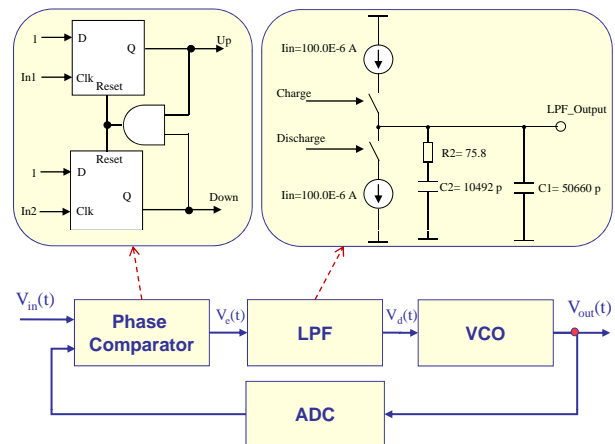 1
D
Q
Up
In1
Clk
Reset
Reset
1
D
Q
In2
Clk
Down
Iin=100.0E-6 A
Charge
LPF_Output
Discharge
R2= 75.8
Iin=100.0E-6 A
C2= 10492 p
C1= 50660 p
Vin(t)
Phase
Comparator
Ve(t)
LPF
Vd(t)
VCO
Vout(t)
ADC